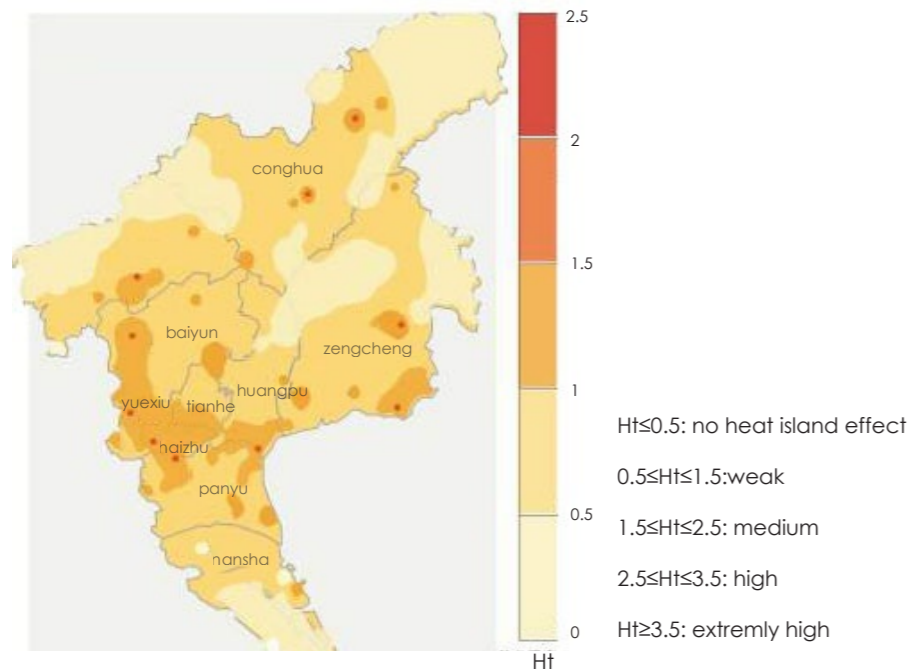 2.5
2
1.5
1
0.5
0
Ht
conghua
baiyun
zengcheng
huangpu
yuexiu
tianhe
haizhu
panyu
nansha
Ht≤0.5: no heat island effect
0.5≤Ht≤1.5:weak
1.5≤Ht≤2.5: medium
2.5≤Ht≤3.5: high
Ht≥3.5: extremly high